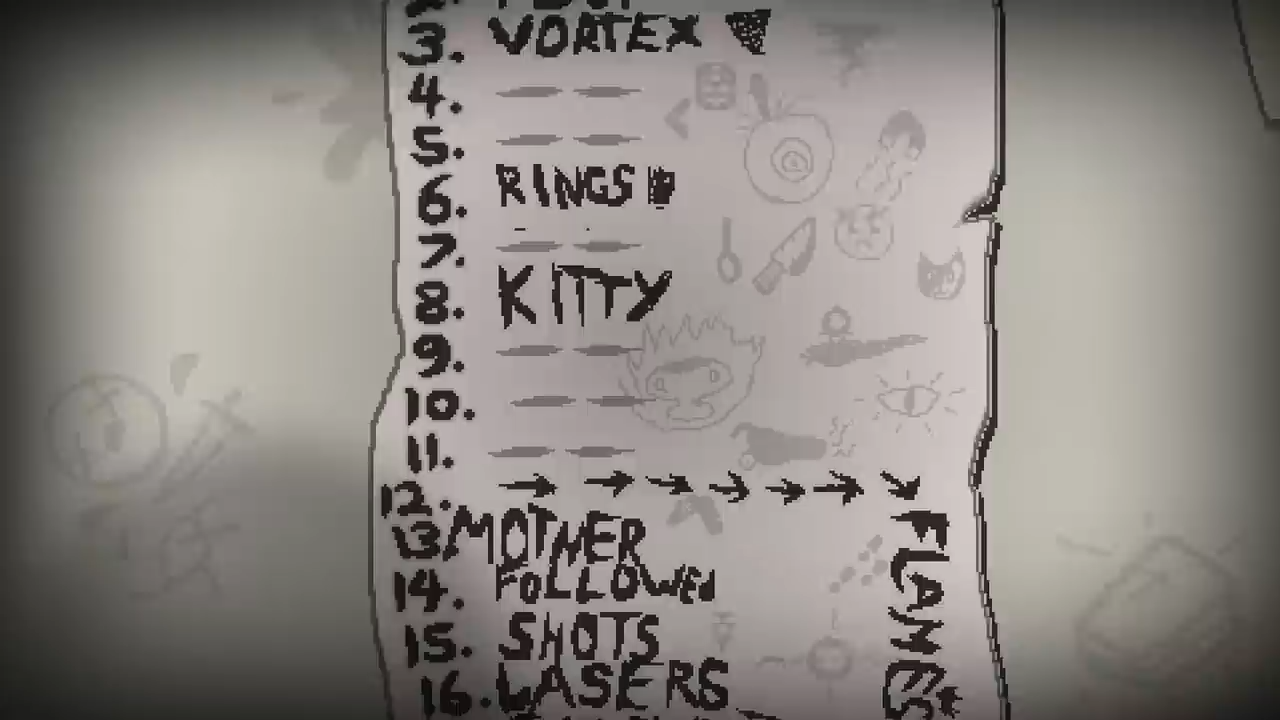 3. VORTEX
4. — —
5. — —
6. RINGS
7. — —
8. KITTY
9. — —
10. — —
11. — —
12. → → → → → → → FLAMES
13 MOTHER
14. FOLLOWED
15. SHOTS
16. LASERS